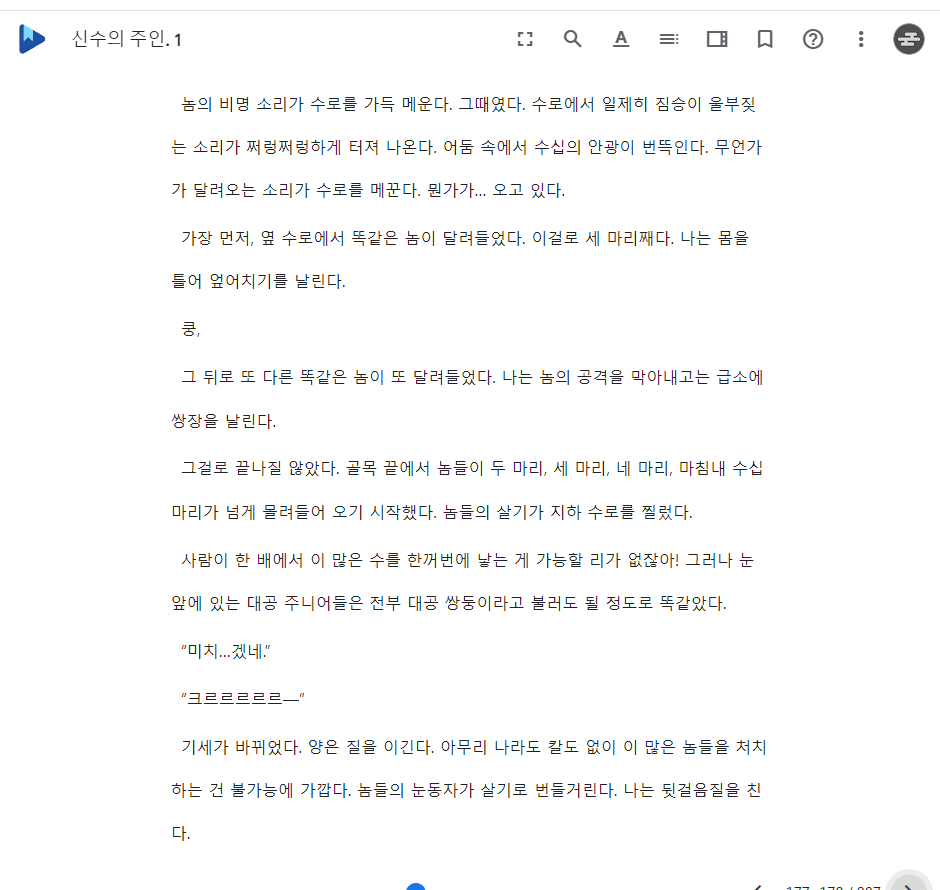 신수의 주인. 1
놈의 비명 소리가 수로를 가득 메운다. 그때였다. 수로에서 일제히 짐승이 울부짖
는 소리가 쩌렁쩌렁하게 터져 나온다. 어둠 속에서 수십의 안광이 번뜩인다. 무언가
가 달려오는 소리가 수로를 메꾼다. 뭔가가... 오고 있다.
가장 먼저, 옆 수로에서 똑같은 놈이 달려들었다. 이걸로 세 마리째다. 나는 몸을
틀어 엎어치기를 날린다.
쿵,
그 뒤로 또 다른 똑같은 놈이 또 달려들었다. 나는 놈의 공격을 막아내고는 급소에
쌍장을 날린다.
그걸로 끝나질 않았다. 골목 끝에서 놈들이 두 마리, 세 마리, 네 마리, 마침내 수십
마리가 넘게 몰려들어 오기 시작했다. 놈들의 살기가 지하 수로를 찔렀다.
사람이 한 배에서 이 많은 수를 한꺼번에 낳는 게 가능할 리가 없잖아! 그러나 눈
앞에 있는 대공 주니어들은 전부 대공 쌍둥이라고 불러도 될 정도로 똑같았다.
“미치...겠네.”
“크르르르르르—”
기세가 바뀌었다. 양은 질을 이긴다. 아무리 나라도 칼도 없이 이 많은 놈들을 처치
하는 건 불가능에 가깝다. 놈들의 눈동자가 살기로 번들거린다. 나는 뒷걸음질을 친
다.